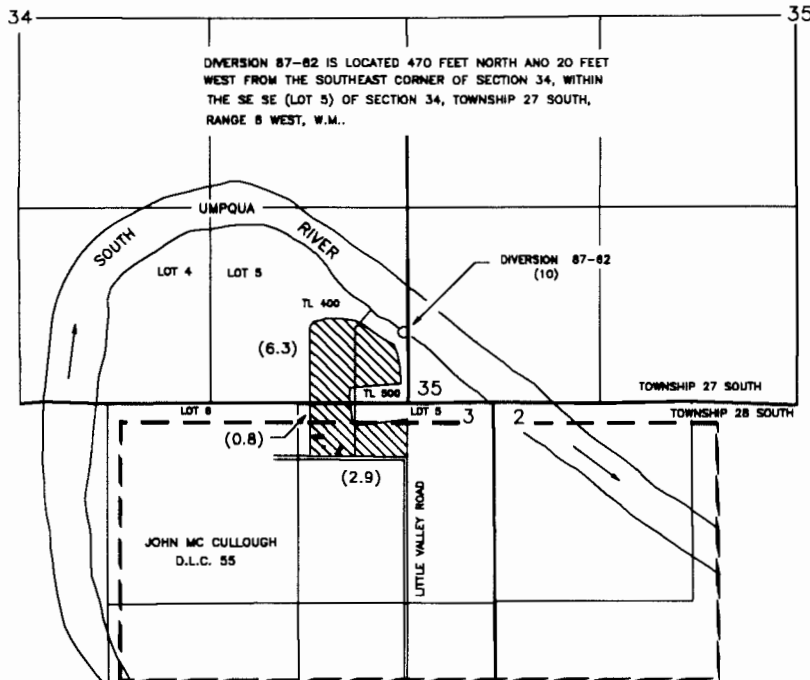 34
35
DIVERSION 87-62 IS LOCATED 470 FEET NORTH AND 20 FEET
WEST FROM THE SOUTHEAST CORNER OF SECTION 34, WITHIN
THE SE SE (LOT 5) OF SECTION 34, TOWNSHIP 27 SOUTH,
RANGE 6 WEST, W.M..
SOUTH UMPQUA RIVER
LOT 4
LOT 5
DIVERSION 87-62
(10)
TL 400
(6.3)
TL 500
35
TOWNSHIP 27 SOUTH
LOT 6
LOT 5
3
2
TOWNSHIP 28 SOUTH
(0.8)
(2.9)
JOHN MC CULLOUGH
D.L.C. 55
LITTLE VALLEY ROAD